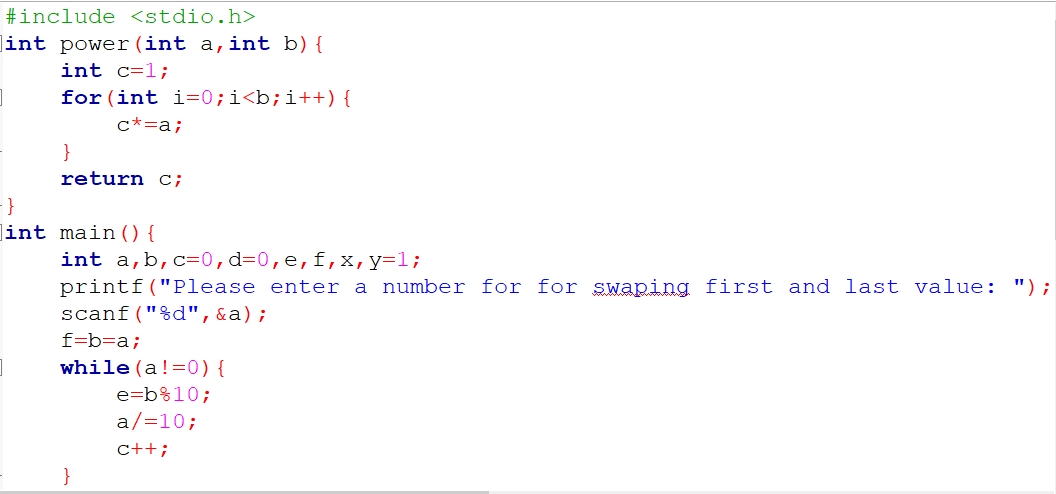 #include <stdio.h>
int power(int a,int b){
    int c=1;
    for(int i=0;i<b;i++){
        c*=a;
    }
    return c;
}
int main(){
    int a,b,c=0,d=0,e,f,x,y=1;
    printf("Please enter a number for for swaping first and last value: ");
    scanf("%d",&a);
    f=b=a;
    while(a!=0){
        e=b%10;
        a/=10;
        c++;
    }